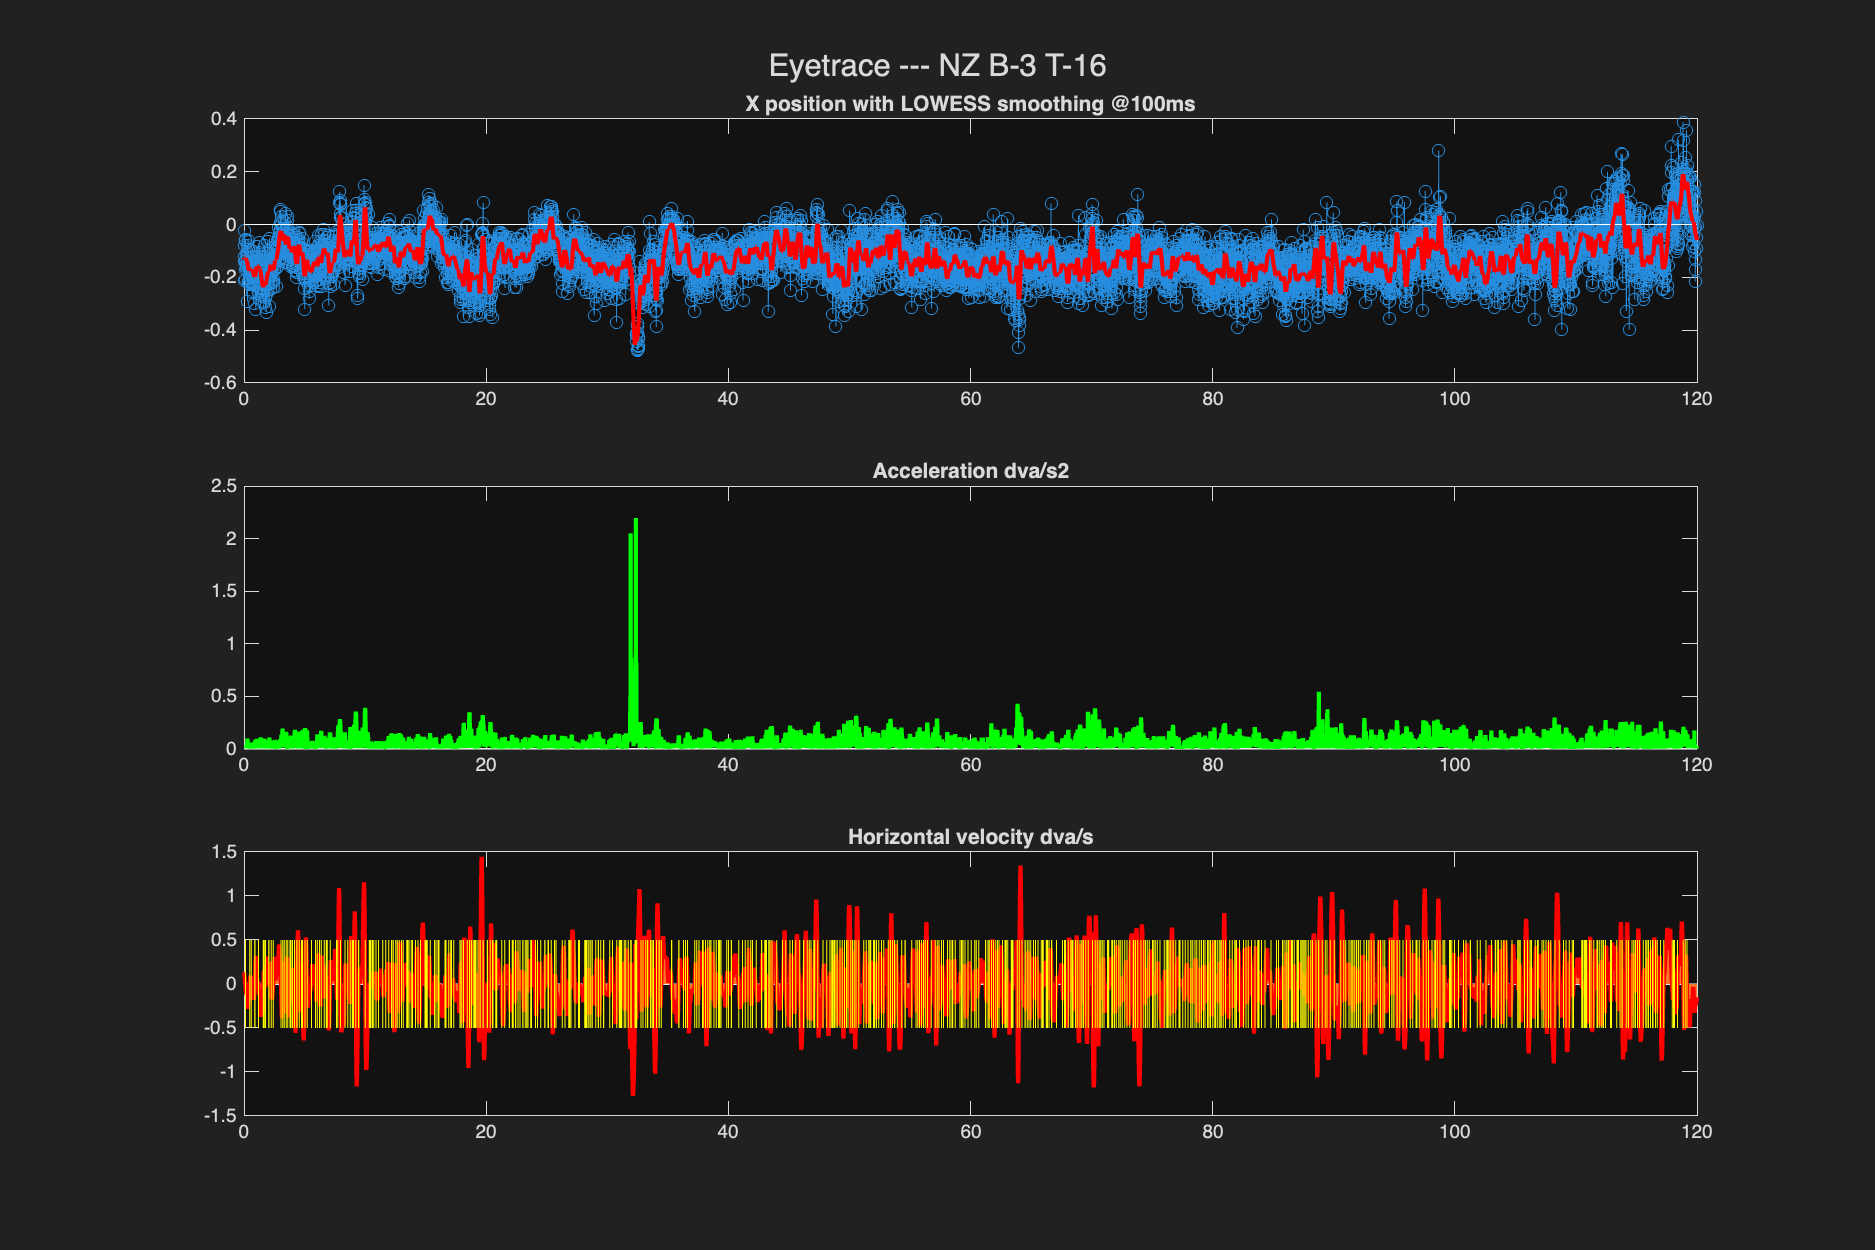 Eyetrace --- NZ B-3 T-16
X position with LOWESS smoothing @100ms
0.4
0.2
0
-0.2
-0.4
-0.6
0 20 40 60 80 100 120
Acceleration dva/s2
2.5
2
1.5
1
0.5
0
0 20 40 60 80 100 120
Horizontal velocity dva/s
1.5
1
0.5
0
-0.5
-1
-1.5
0 20 40 60 80 100 120